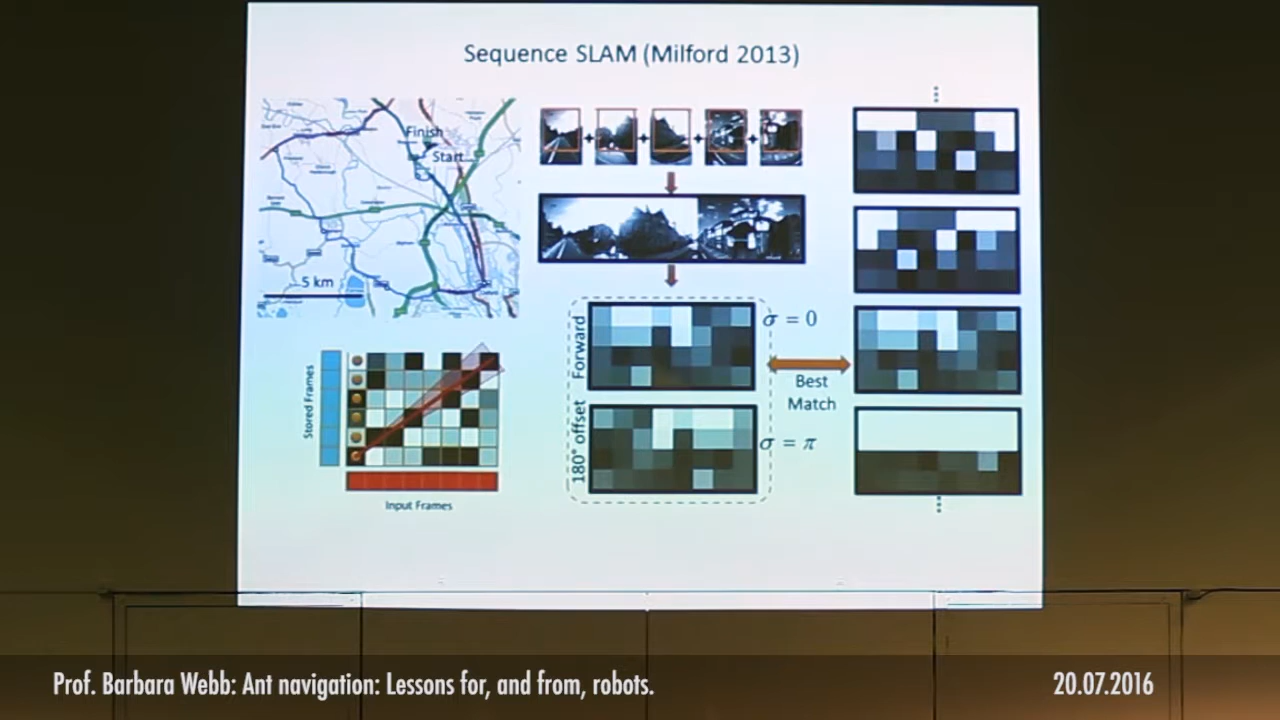 Sequence SLAM (Milford 2013)
Finish
Start
5 km
Stored Frames
Input Frames
Forward
180° offset
σ = 0
σ = π
Best
Match
Prof. Barbara Webb: Ant navigation: Lessons for, and from, robots.
20.07.2016